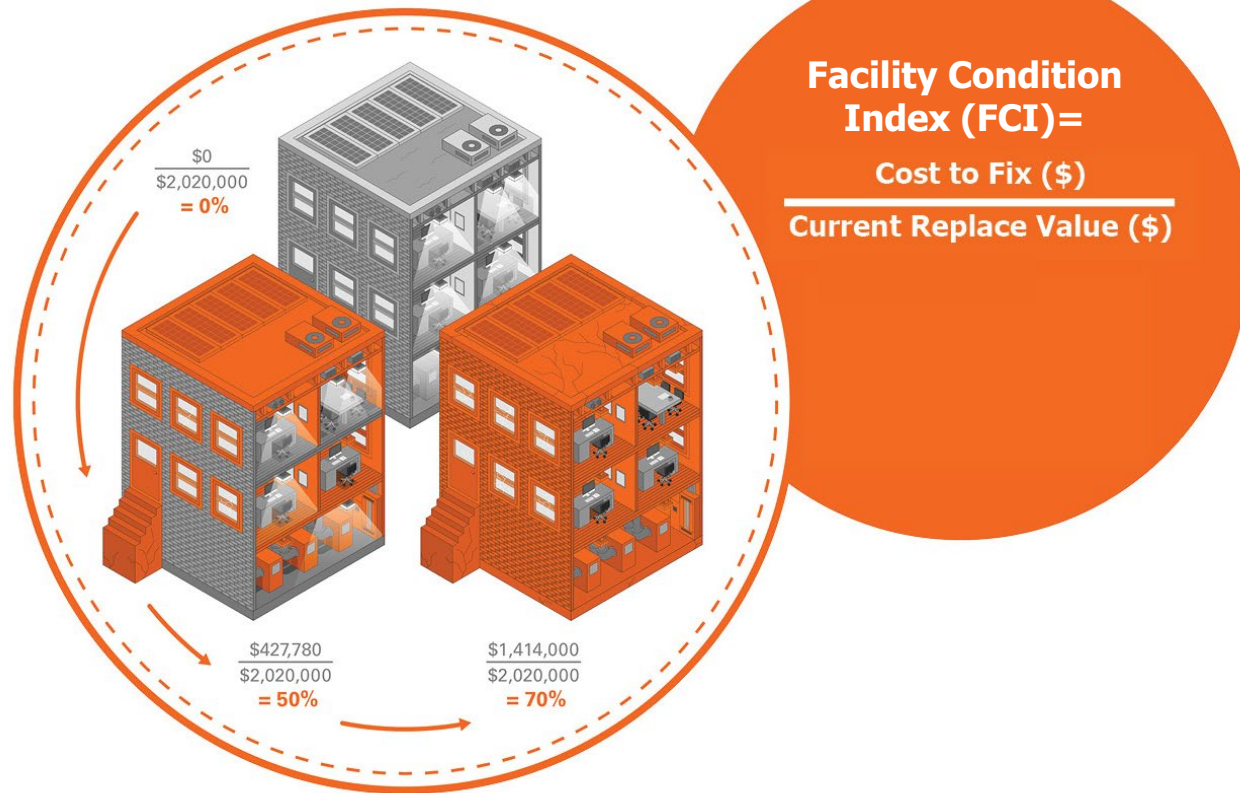 Facility Condition
Index (FCI)=
Cost to Fix ($)
Current Replace Value ($)
$0
$2,020,000
= 0%
$427,780
$2,020,000
= 50%
$1,414,000
$2,020,000
= 70%